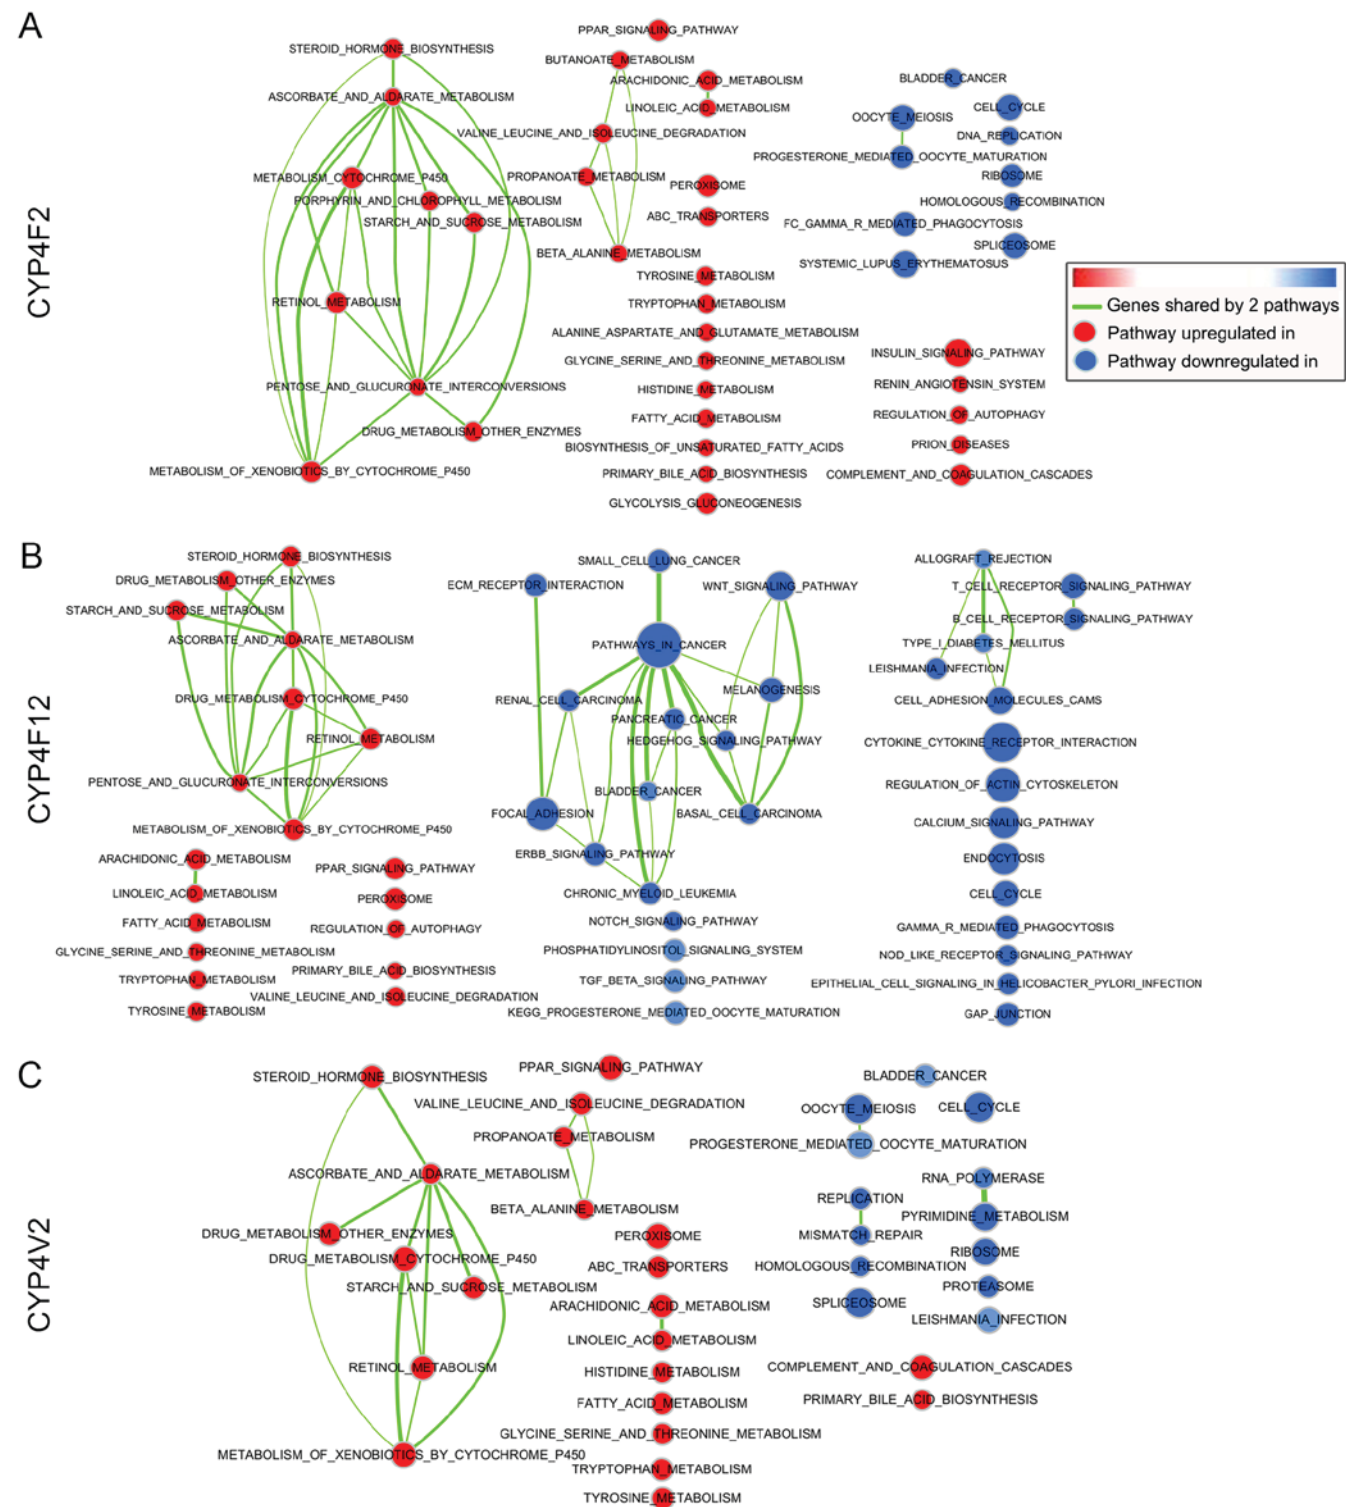 A
CYP4F2
STEROID_HORMONE_BIOSYNTHESIS
ASCORBATE_AND_ALDARATE_METABOLISM
METABOLISM_CYTOCHROME_P450
PORPHYRIN_AND_CHLOROPHYLL_METABOLISM
STARCH_AND_SUCROSE_METABOLISM
RETINOL_METABOLISM
PENTOSE_AND_GLUCURONATE_INTERCONVERSIONS
DRUG_METABOLISM_OTHER_ENZYMES
METABOLISM_OF_XENOBIOTICS_BY_CYTOCHROME_P450
PPAR_SIGNALING_PATHWAY
BUTANOATE_METABOLISM
ARACHIDONIC_ACID_METABOLISM
LINOLEIC_ACID_METABOLISM
VALINE_LEUCINE_AND_ISOLEUCINE_DEGRADATION
PROPANOATE_METABOLISM
PEROXISOME
ABC_TRANSPORTERS
BETA_ALANINE_METABOLISM
TYROSINE_METABOLISM
TRYPTOPHAN_METABOLISM
ALANINE_ASPARTATE_AND_GLUTAMATE_METABOLISM
GLYCINE_SERINE_AND_THREONINE_METABOLISM
HISTIDINE_METABOLISM
FATTY_ACID_METABOLISM
BIOSYNTHESIS_OF_UNSATURATED_FATTY_ACIDS
PRIMARY_BILE_ACID_BIOSYNTHESIS
GLYCOLYSIS_GLUCONEOGENESIS
BLADDER_CANCER
CELL_CYCLE
OOCYTE_MEIOSIS
DNA_REPLICATION
PROGESTERONE_MEDIATED_OOCYTE_MATURATION
RIBOSOME
HOMOLOGOUS_RECOMBINATION
FC_GAMMA_R_MEDIATED_PHAGOCYTOSIS
SPLICEOSOME
SYSTEMIC_LUPUS_ERYTHEMATOSUS
INSULIN_SIGNALING_PATHWAY
RENIN_ANGIOTENSIN_SYSTEM
REGULATION_OF_AUTOPHAGY
PRION_DISEASES
COMPLEMENT_AND_COAGULATION_CASCADES
Genes shared by 2 pathways
Pathway upregulated in
Pathway downregulated in
B
CYP4F12
STEROID_HORMONE_BIOSYNTHESIS
DRUG_METABOLISM_OTHER_ENZYMES
STARCH_AND_SUCROSE_METABOLISM
ASCORBATE_AND_ALDARATE_METABOLISM
DRUG_METABOLISM_CYTOCHROME_P450
RETINOL_METABOLISM
PENTOSE_AND_GLUCURONATE_INTERCONVERSIONS
METABOLISM_OF_XENOBIOTICS_BY_CYTOCHROME_P450
ARACHIDONIC_ACID_METABOLISM
LINOLEIC_ACID_METABOLISM
FATTY_ACID_METABOLISM
GLYCINE_SERINE_AND_THREONINE_METABOLISM
TRYPTOPHAN_METABOLISM
TYROSINE_METABOLISM
PPAR_SIGNALING_PATHWAY
PEROXISOME
REGULATION_OF_AUTOPHAGY
PRIMARY_BILE_ACID_BIOSYNTHESIS
VALINE_LEUCINE_AND_ISOLEUCINE_DEGRADATION
SMALL_CELL_LUNG_CANCER
ECM_RECEPTOR_INTERACTION
WNT_SIGNALING_PATHWAY
PATHWAYS_IN_CANCER
RENAL_CELL_CARCINOMA
MELANOGENESIS
PANCREATIC_CANCER
HEDGEHOG_SIGNALING_PATHWAY
BLADDER_CANCER
FOCAL_ADHESION
BASAL_CELL_CARCINOMA
ERBB_SIGNALING_PATHWAY
CHRONIC_MYELOID_LEUKEMIA
NOTCH_SIGNALING_PATHWAY
PHOSPHATIDYLINOSITOL_SIGNALING_SYSTEM
TGF_BETA_SIGNALING_PATHWAY
KEGG_PROGESTERONE_MEDIATED_OOCYTE_MATURATION
ALLOGRAFT_REJECTION
T_CELL_RECEPTOR_SIGNALING_PATHWAY
B_CELL_RECEPTOR_SIGNALING_PATHWAY
TYPE_I_DIABETES_MELLITUS
LEISHMANIA_INFECTION
CELL_ADHESION_MOLECULES_CAMS
CYTOKINE_CYTOKINE_RECEPTOR_INTERACTION
REGULATION_OF_ACTIN_CYTOSKELETON
CALCIUM_SIGNALING_PATHWAY
ENDOCYTOSIS
CELL_CYCLE
GAMMA_R_MEDIATED_PHAGOCYTOSIS
NOD_LIKE_RECEPTOR_SIGNALING_PATHWAY
EPITHELIAL_CELL_SIGNALING_IN_HELICOBACTER_PYLORI_INFECTION
GAP_JUNCTION
C
CYP4V2
STEROID_HORMONE_BIOSYNTHESIS
ASCORBATE_AND_ALDARATE_METABOLISM
DRUG_METABOLISM_OTHER_ENZYMES
DRUG_METABOLISM_CYTOCHROME_P450
STARCH_AND_SUCROSE_METABOLISM
RETINOL_METABOLISM
METABOLISM_OF_XENOBIOTICS_BY_CYTOCHROME_P450
PPAR_SIGNALING_PATHWAY
VALINE_LEUCINE_AND_ISOLEUCINE_DEGRADATION
PROPANOATE_METABOLISM
BETA_ALANINE_METABOLISM
PEROXISOME
ABC_TRANSPORTERS
ARACHIDONIC_ACID_METABOLISM
LINOLEIC_ACID_METABOLISM
HISTIDINE_METABOLISM
FATTY_ACID_METABOLISM
GLYCINE_SERINE_AND_THREONINE_METABOLISM
TRYPTOPHAN_METABOLISM
TYROSINE_METABOLISM
BLADDER_CANCER
OOCYTE_MEIOSIS
CELL_CYCLE
PROGESTERONE_MEDIATED_OOCYTE_MATURATION
RNA_POLYMERASE
REPLICATION
PYRIMIDINE_METABOLISM
MISMATCH_REPAIR
RIBOSOME
HOMOLOGOUS_RECOMBINATION
PROTEASOME
SPLICEOSOME
LEISHMANIA_INFECTION
COMPLEMENT_AND_COAGULATION_CASCADES
PRIMARY_BILE_ACID_BIOSYNTHESIS